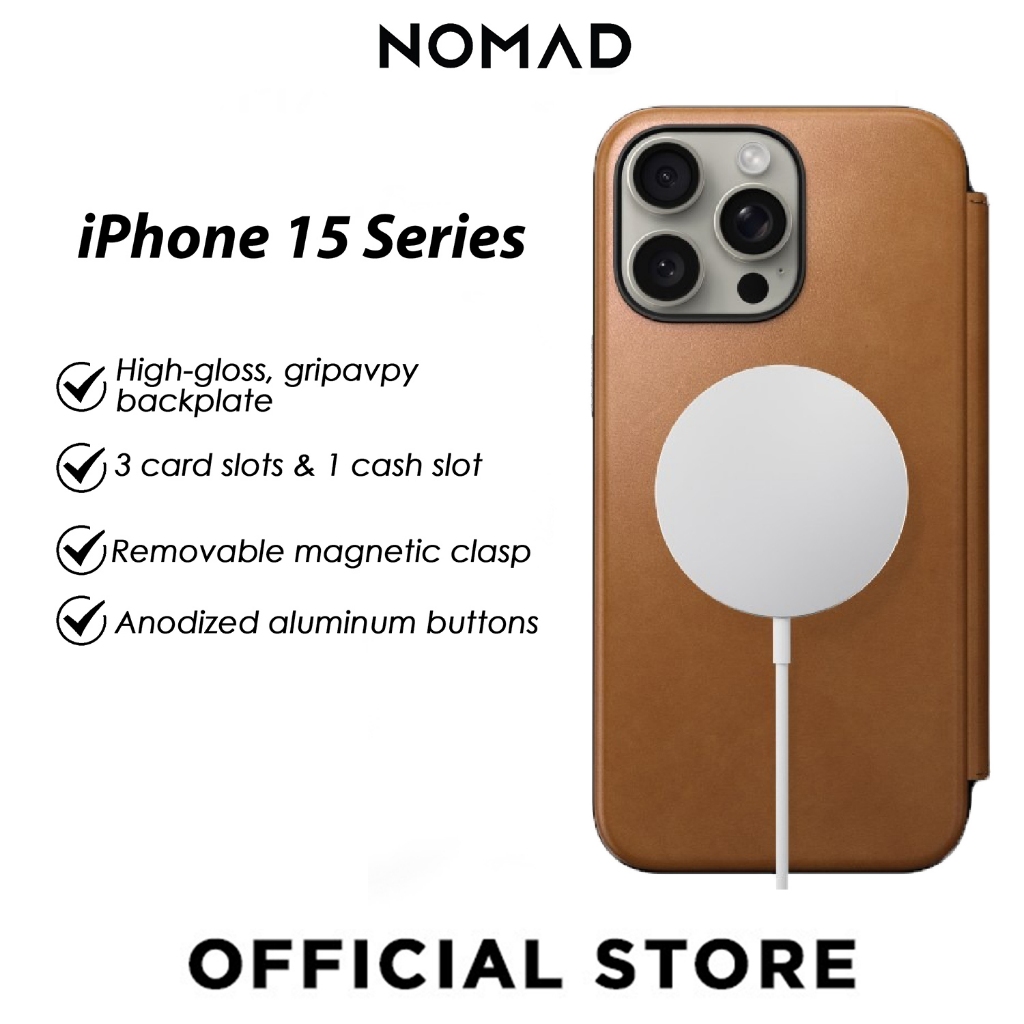 NOMAD
iPhone 15 Series
High-gloss, gripavpy
backplate
3 card slots & 1 cash slot
Removable magnetic clasp
Anodized aluminum buttons
OFFICIAL STORE